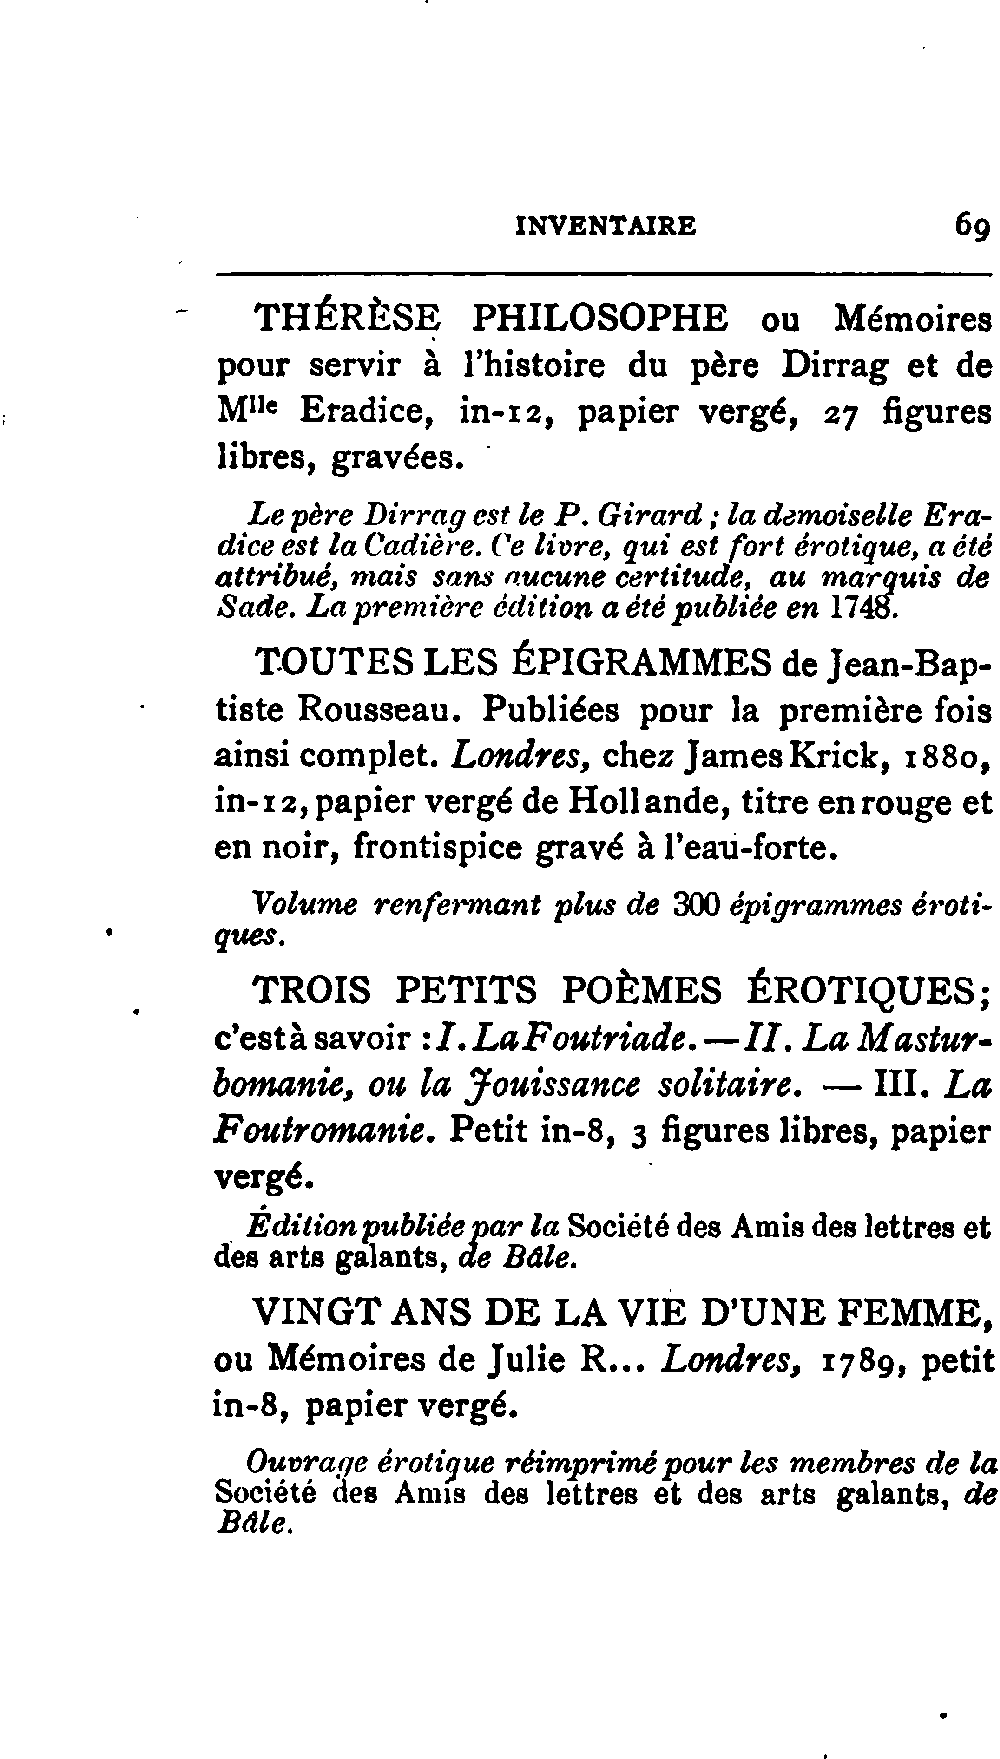 INVENTAIRE 69
THÉRÈSE PHILOSOPHE ou Mémoires
pour servir à l'histoire du père Dirrag et de
Mlle Eradice, in-12, papier vergé, 27 figures
libres, gravées.
Le père Dirrag est le P. Girard ; la demoiselle Era-
dice est la Cadière. Ce livre, qui est fort érotique, a été
attribué, mais sans aucune certitude, au marquis de
Sade. La première édition a été publiée en 1748.
TOUTES LES ÉPIGRAMMES de Jean-Bap-
tiste Rousseau. Publiées pour la première fois
ainsi complet. Londres, chez James Krick, 1880,
in-12, papier vergé de Hollande, titre en rouge et
en noir, frontispice gravé à l'eau-forte.
Volume renfermant plus de 300 épigrammes éroti-
ques.
TROIS PETITS POÈMES ÉROTIQUES;
c'est à savoir : I. La Foutriade. — II. La Mastur-
bomanie, ou la Jouissance solitaire. — III. La
Foutromanie. Petit in-8, 3 figures libres, papier
vergé.
Édition publiée par la Société des Amis des lettres et
des arts galants, de Bâle.
VINGT ANS DE LA VIE D'UNE FEMME,
ou Mémoires de Julie R... Londres, 1789, petit
in-8, papier vergé.
Ouvrage érotique réimprimé pour les membres de la
Société des Amis des lettres et des arts galants, de
Bâle.